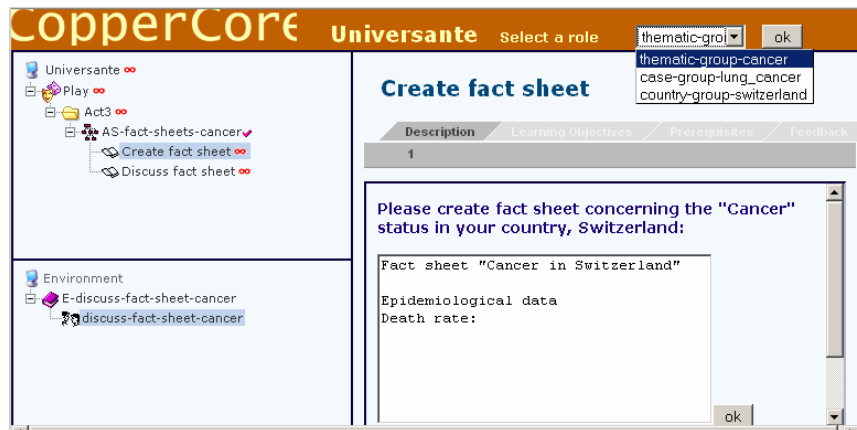 CopperCore Universante Select a role thematic-groi ok
thematic-group-cancer
case-group-lung_cancer
country-group-switzerland
Universante
Play
Act3
AS-fact-sheets-cancer
Create fact sheet
Discuss fact sheet
Environment
E-discuss-fact-sheet-cancer
discuss-fact-sheet-cancer
Create fact sheet
Description Learning Objectives Prerequisites Feedback
1
Please create fact sheet concerning the "Cancer"
status in your country, Switzerland:
Fact sheet "Cancer in Switzerland"
Epidemiological data
Death rate:
ok